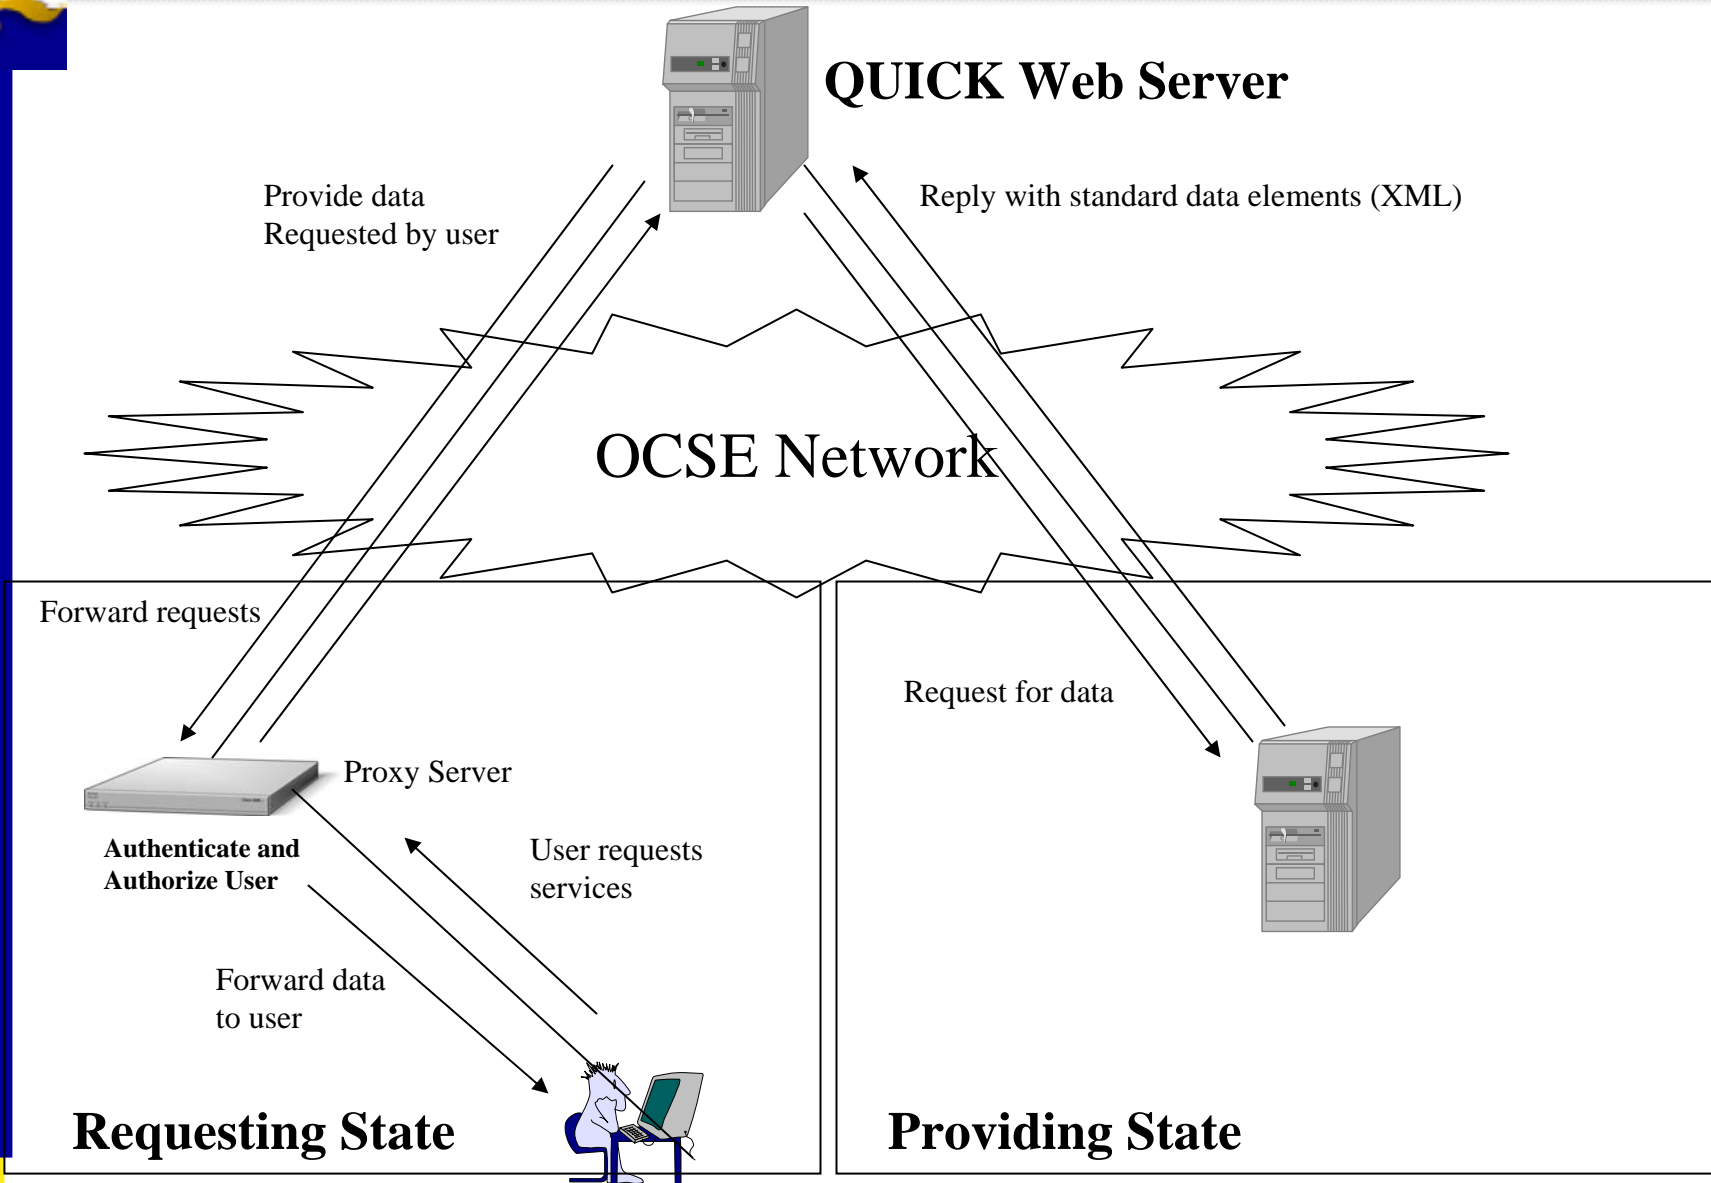 QUICK Web Server
Provide data
Requested by user
Reply with standard data elements (XML)
OCSE Network
Forward requests
Request for data
Proxy Server
Authenticate and
Authorize User
User requests
services
Forward data
to user
Requesting State
Providing State